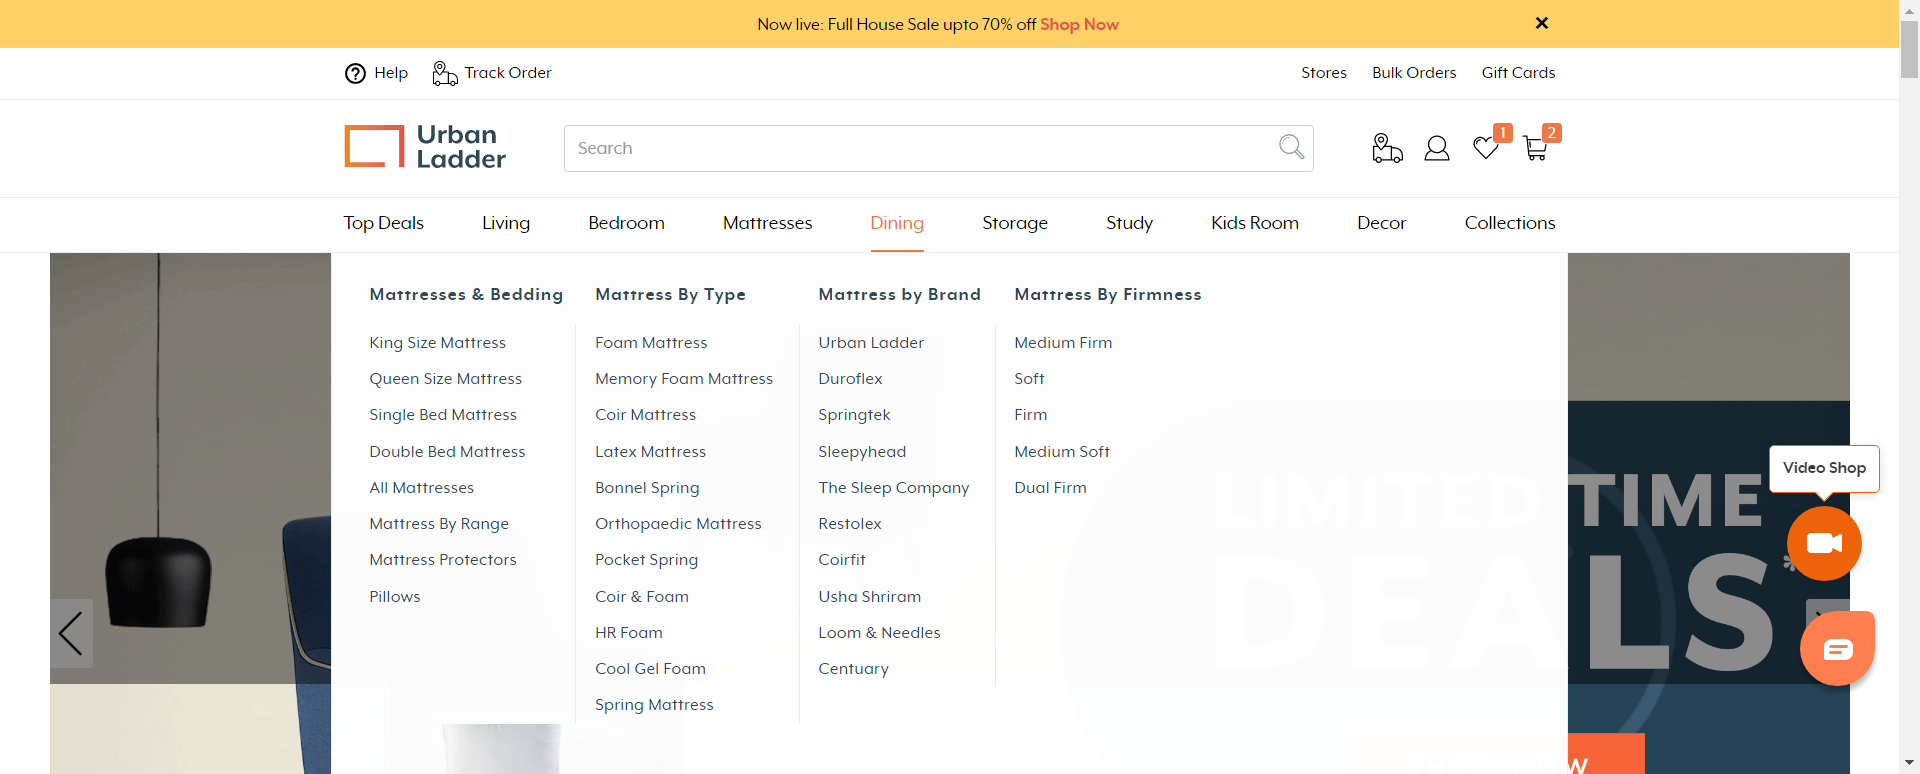 Now live: Full House Sale upto 70% off Shop Now
Help Track Order Stores Bulk Orders Gift Cards
Urban Ladder
Search
1
2
Top Deals Living Bedroom Mattresses Dining Storage Study Kids Room Decor Collections
Mattresses & Bedding
King Size Mattress
Queen Size Mattress
Single Bed Mattress
Double Bed Mattress
All Mattresses
Mattress By Range
Mattress Protectors
Pillows
Mattress By Type
Foam Mattress
Memory Foam Mattress
Coir Mattress
Latex Mattress
Bonnel Spring
Orthopaedic Mattress
Pocket Spring
Coir & Foam
HR Foam
Cool Gel Foam
Spring Mattress
Mattress by Brand
Urban Ladder
Duroflex
Springtek
Sleepyhead
The Sleep Company
Restolex
Coirfit
Usha Shriram
Loom & Needles
Centuary
Mattress By Firmness
Medium Firm
Soft
Firm
Medium Soft
Dual Firm
LIMITED TIME
DEALS*
Video Shop